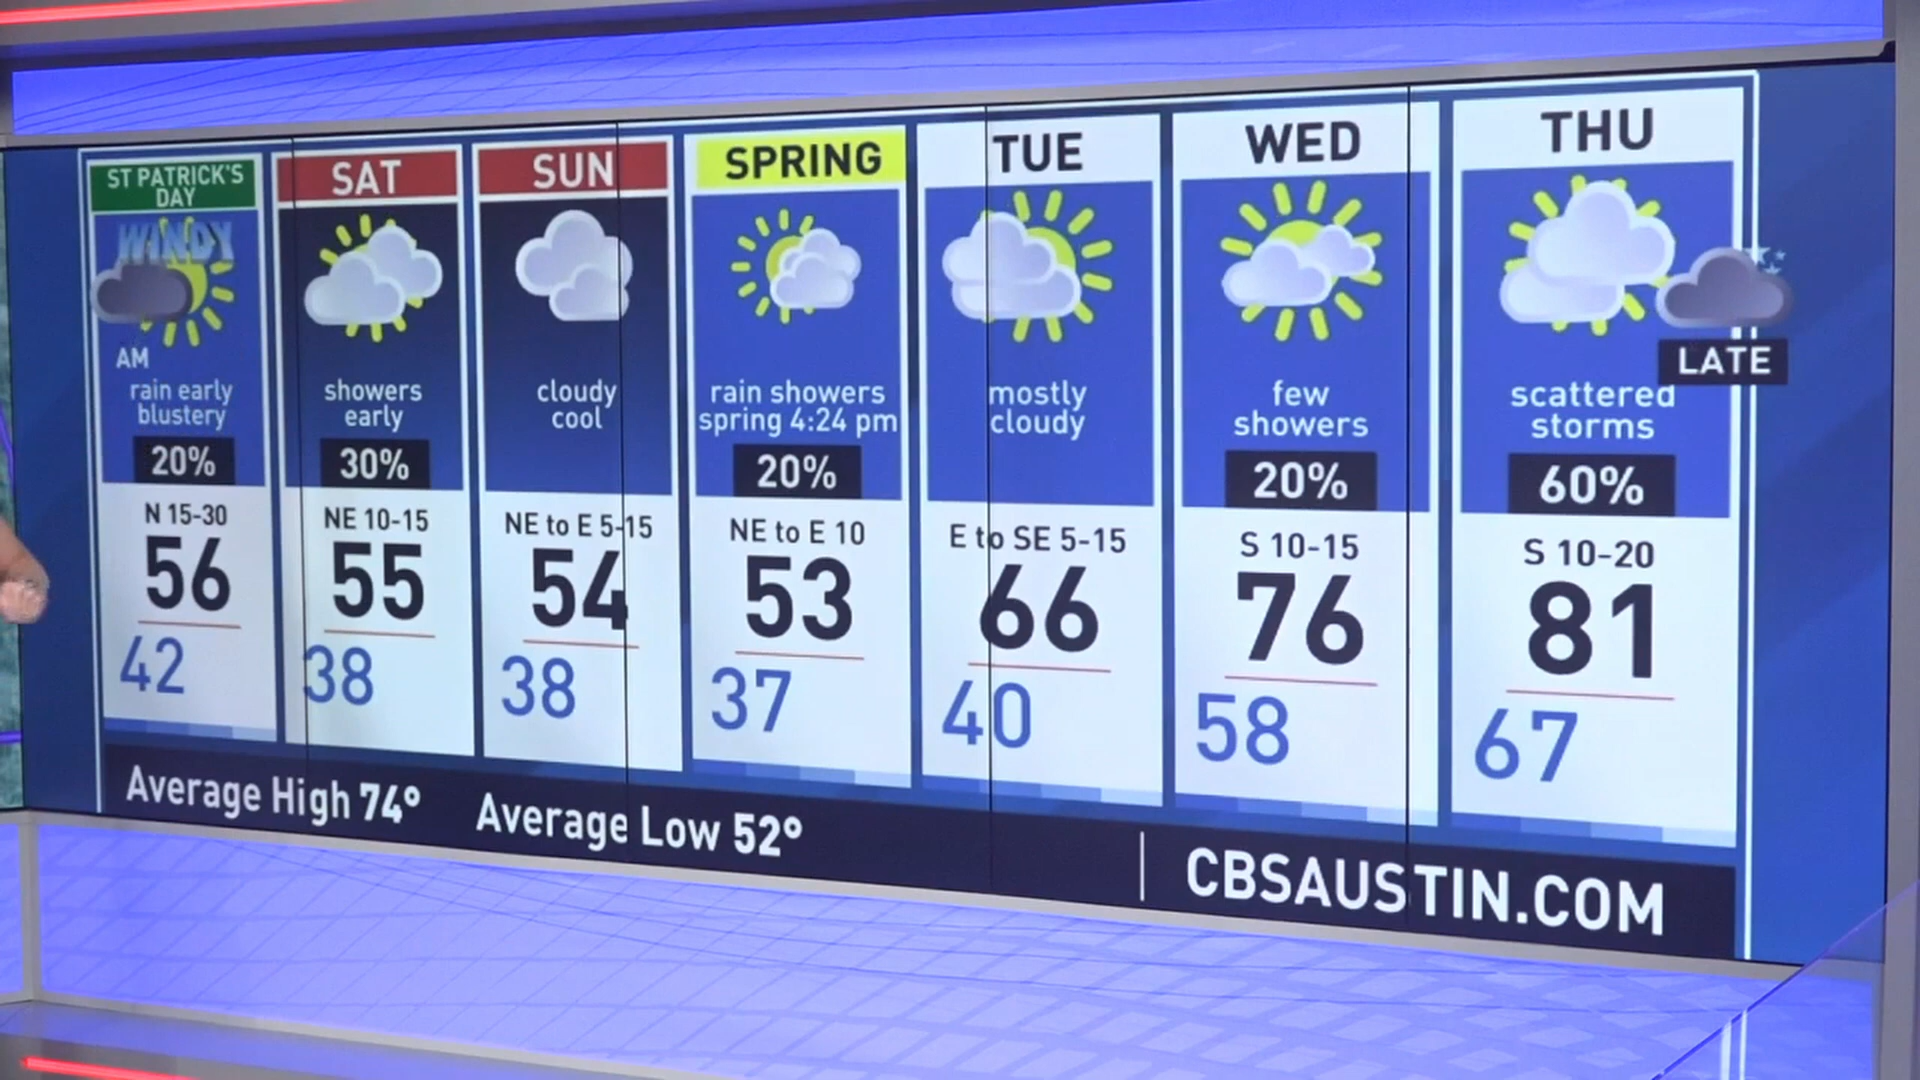 ST PATRICK'S
DAY
WINDY
AM
rain early
blustery
20%
N 15-30
56
42
SAT
showers
early
30%
NE 10-15
55
38
SUN
cloudy
cool
NE to E 5-15
54
38
SPRING
rain showers
spring 4:24 pm
20%
NE to E 10
53
37
TUE
mostly
cloudy
E to SE 5-15
66
40
WED
few
showers
20%
S 10-15
76
58
THU
LATE
scattered
storms
60%
S 10-20
81
67
Average High 74° Average Low 52°
CBSAUSTIN.COM